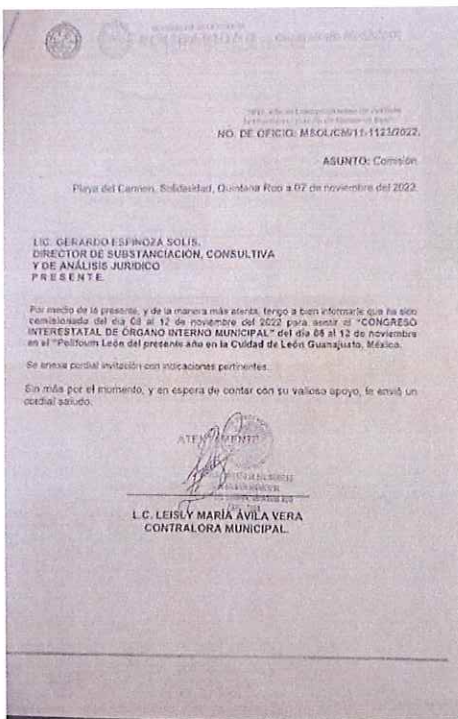 NO. DE OFICIO: MSOL/CM/11-1123/2022.
ASUNTO: Comisión
Playa del Carmen, Solidaridad, Quintana Roo a 07 de noviembre del 2022.
LIC. GERARDO ESPINOZA SOLIS.
DIRECTOR DE SUBSTANCIACIÓN, CONSULTIVA
Y DE ANÁLISIS JURIDICO
P R E S E N T E.
Por medio de la presente, y de la manera más atenta, tengo a bien informarle que ha sido
comisionado del día 08 al 12 de noviembre del 2022 para asistir al "CONGRESO
INTERESTATAL DE ÓRGANO INTERNO MUNICIPAL" del día 08 al 12 de noviembre
en el "Poliforum León del presente año en la Cuidad de León Guanajuato, México.
Se anexa cordial invitación con indicaciones pertinentes.
Sin más por el momento, y en espera de contar con su valioso apoyo, le envió un
cordial saludo.
ATENTAMENTE
L.C. LEISLY MARÍA ÁVILA VERA
CONTRALORA MUNICIPAL.